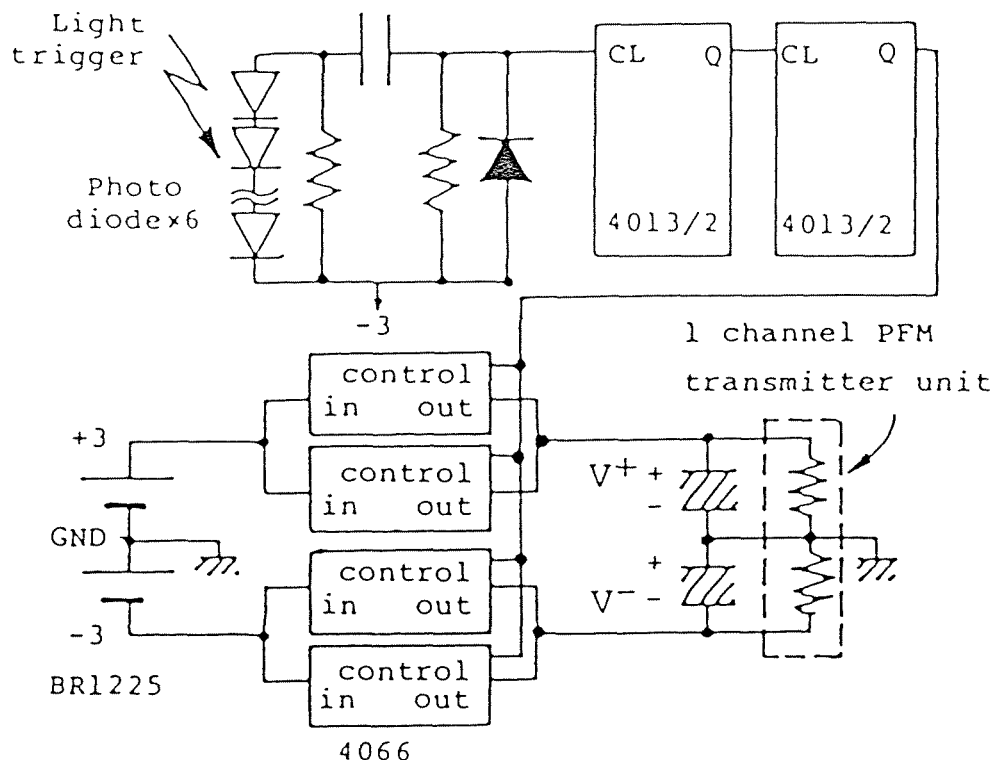 Light
trigger
Photo
diode×6
CL Q
4013/2
CL Q
4013/2
-3
1 channel PFM
transmitter unit
control
in out
control
in out
control
in out
control
in out
4066
+3
GND
-3
BR1225
V+ +
-
+
V- -